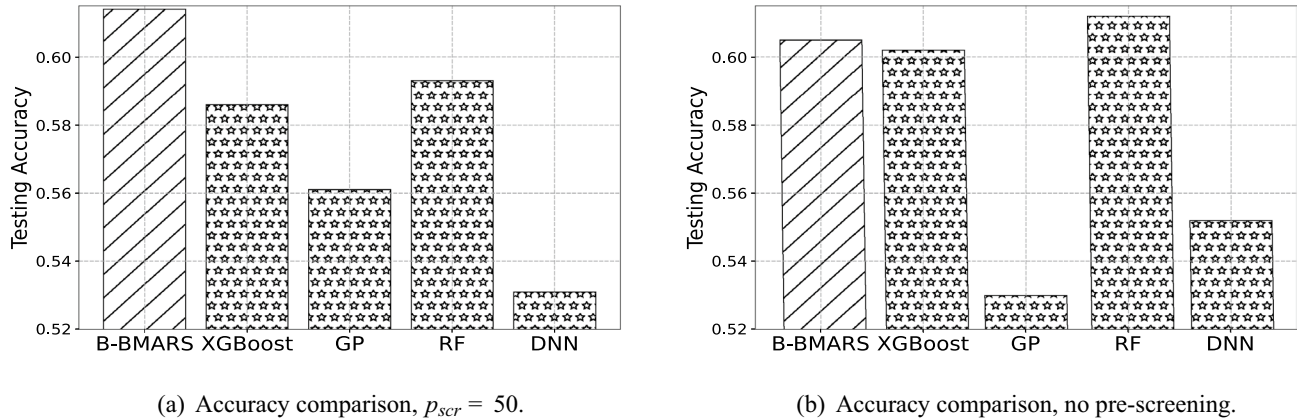 Testing Accuracy
0.60
0.58
0.56
0.54
0.52
B-BMARS XGBoost GP RF DNN
(a) Accuracy comparison, pscr = 50.
Testing Accuracy
0.60
0.58
0.56
0.54
0.52
B-BMARS XGBoost GP RF DNN
(b) Accuracy comparison, no pre-screening.